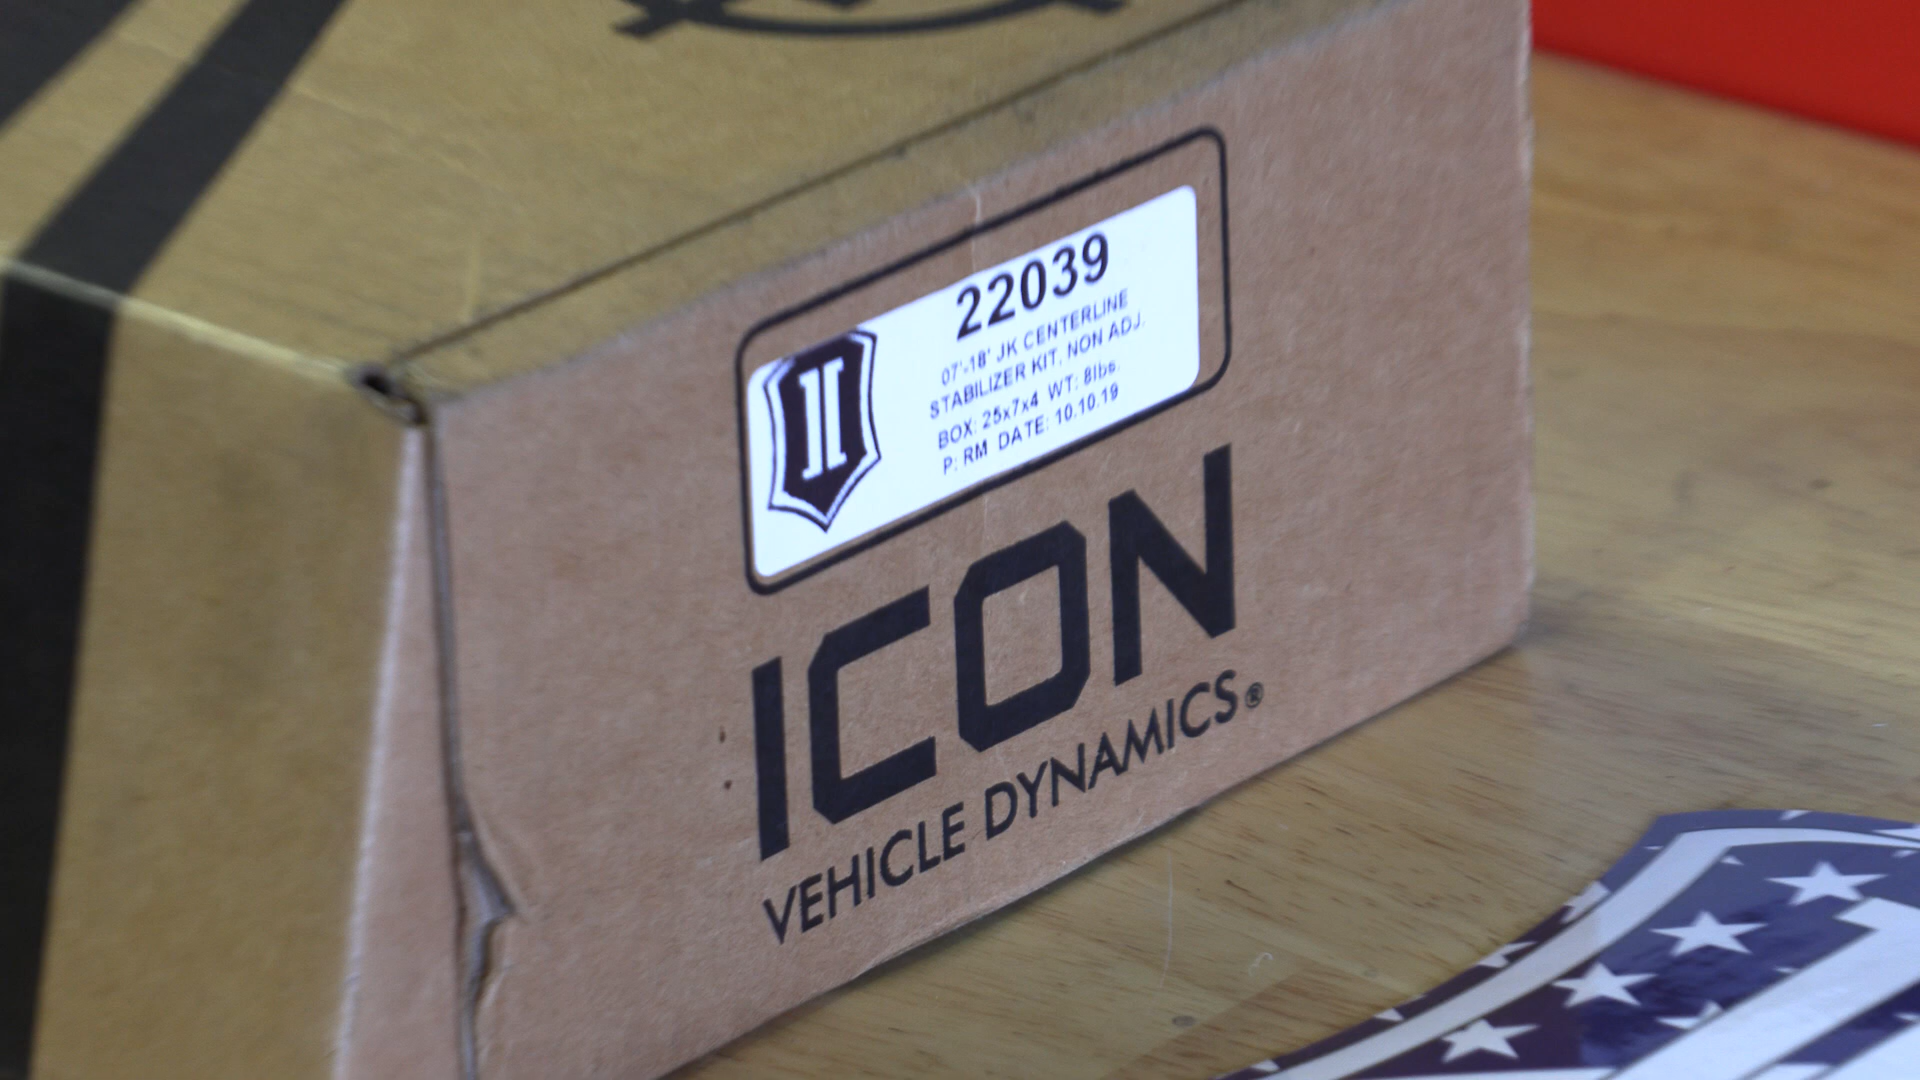 22039
07'-18' JK CENTERLINE
STABILIZER KIT, NON ADJ.
BOX: 25x7x4 WT: 8lbs.
P: RM DATE: 10.10.19
ICON
VEHICLE DYNAMICS®